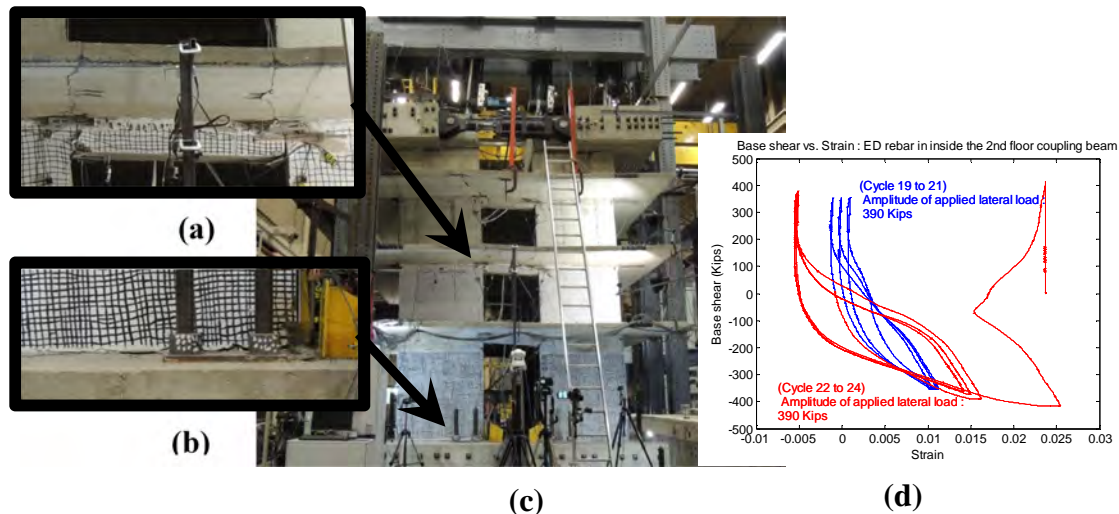 (a)
(b)
(c)
Base shear vs. Strain : ED rebar in inside the 2nd floor coupling beam
Base shear (Kips)
500
400
300
200
100
0
-100
-200
-300
-400
-500
(Cycle 19 to 21)
Amplitude of applied lateral load :
390 Kips
(Cycle 22 to 24)
Amplitude of applied lateral load :
390 Kips
-0.01
-0.005
0
0.005
0.01
0.015
0.02
0.025
0.03
Strain
(d)